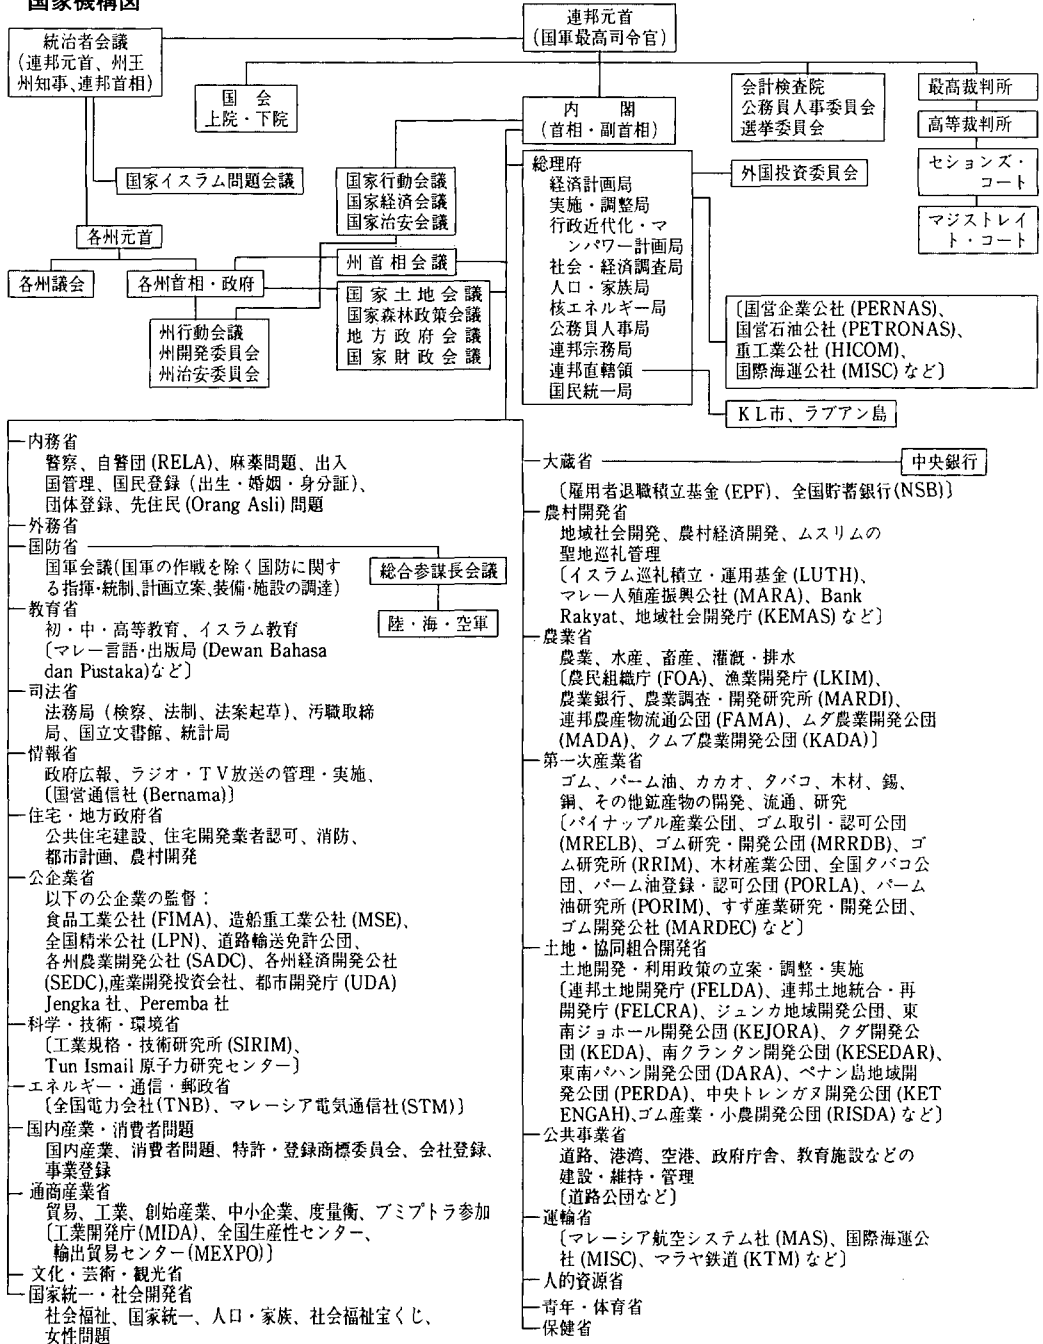 国家機構図
連邦元首
(国軍最高司令官)
統治者会議
(連邦元首、州王
州知事、連邦首相)
国　会
上院・下院
内　閣
(首相・副首相)
会計検査院
公務員人事委員会
選挙委員会
最高裁判所
高等裁判所
セションズ・
コート
マジストレイ
ト・コート
国家イスラム問題会議
国家行動会議
国家経済会議
国家治安会議
総理府
経済計画局
実施・調整局
行政近代化・マ
ンパワー計画局
社会・経済調査局
人口・家族局
核エネルギー局
公務員人事局
連邦宗務局
連邦直轄領
国民統一局
外国投資委員会
各州元首
州首相会議
各州議会
各州首相・政府
国家土地会議
国家森林政策会議
地方政府会議
国家財政会議
州行動会議
州開発委員会
州治安委員会
〔国営企業公社 (PERNAS)、
国営石油公社 (PETRONAS)、
重工業公社 (HICOM)、
国際海運公社 (MISC) など〕
KL市、ラブアン島
内務省
警察、自警団 (RELA)、麻薬問題、出入
国管理、国民登録 (出生・婚姻・身分証)、
団体登録、先住民 (Orang Asli) 問題
外務省
国防省
国軍会議(国軍の作戦を除く国防に関す
る指揮・統制、計画立案、装備・施設の調達)
総合参謀長会議
陸・海・空軍
教育省
初・中・高等教育、イスラム教育
〔マレー言語・出版局 (Dewan Bahasa
dan Pustaka)など〕
司法省
法務局 (検察、法制、法案起草)、汚職取締
局、国立文書館、統計局
情報省
政府広報、ラジオ・TV放送の管理・実施、
〔国営通信社 (Bernama)〕
住宅・地方政府省
公共住宅建設、住宅開発業者認可、消防、
都市計画、農村開発
公企業省
以下の公企業の監督：
食品工業公社 (FIMA)、造船重工業公社 (MSE)、
全国精米公社 (LPN)、道路輸送免許公団、
各州農業開発公社 (SADC)、各州経済開発公社
(SEDC),産業開発投資会社、都市開発庁 (UDA)
Jengka 社、Peremba 社
科学・技術・環境省
〔工業規格・技術研究所 (SIRIM)、
Tun Ismail 原子力研究センター〕
エネルギー・通信・郵政省
〔全国電力会社(TNB)、マレーシア電気通信社(STM)〕
国内産業・消費者問題
国内産業、消費者問題、特許・登録商標委員会、会社登録、
事業登録
通商産業省
貿易、工業、創始産業、中小企業、度量衡、ブミプトラ参加
〔工業開発庁(MIDA)、全国生産性センター、
輸出貿易センター(MEXPO)〕
文化・芸術・観光省
国家統一・社会開発省
社会福祉、国家統一、人口・家族、社会福祉宝くじ、
女性問題
大蔵省
中央銀行
〔雇用者退職積立基金 (EPF)、全国貯蓄銀行(NSB)〕
農村開発省
地域社会開発、農村経済開発、ムスリムの
聖地巡礼管理
〔イスラム巡礼積立・運用基金 (LUTH)、
マレー人殖産振興公社 (MARA)、Bank
Rakyat、地域社会開発庁 (KEMAS) など〕
農業省
農業、水産、畜産、灌漑・排水
〔農民組織庁 (FOA)、漁業開発庁 (LKIM)、
農業銀行、農業調査・開発研究所 (MARDI)、
連邦農産物流通公団 (FAMA)、ムダ農業開発公団
(MADA)、クムブ農業開発公団 (KADA)〕
第一次産業省
ゴム、パーム油、カカオ、タバコ、木材、錫、
銅、その他鉱産物の開発、流通、研究
〔パイナップル産業公団、ゴム取引・認可公団
(MRELB)、ゴム研究・開発公団 (MRRDB)、ゴ
ム研究所 (RRIM)、木材産業公団、全国タバコ公
団、パーム油登録・認可公団 (PORLA)、パーム
油研究所 (PORIM)、すず産業研究・開発公団、
ゴム開発公社 (MARDEC) など〕
土地・協同組合開発省
土地開発・利用政策の立案・調整・実施
〔連邦土地開発庁 (FELDA)、連邦土地統合・再
開発庁 (FELCRA)、ジュンカ地域開発公団、東
南ジョホール開発公団 (KEJORA)、クダ開発公
団 (KEDA)、南クランタン開発公団 (KESEDAR)、
東南パハン開発公団 (DARA)、ペナン島地域開
発公団 (PERDA)、中央トレンガヌ開発公団 (KET
ENGAH)、ゴム産業・小農開発公団 (RISDA) など〕
公共事業省
道路、港湾、空港、政府庁舎、教育施設などの
建設・維持・管理
〔道路公団など〕
運輸省
〔マレーシア航空システム社 (MAS)、国際海運公
社 (MISC)、マラヤ鉄道 (KTM) など〕
人的資源省
青年・体育省
保健省